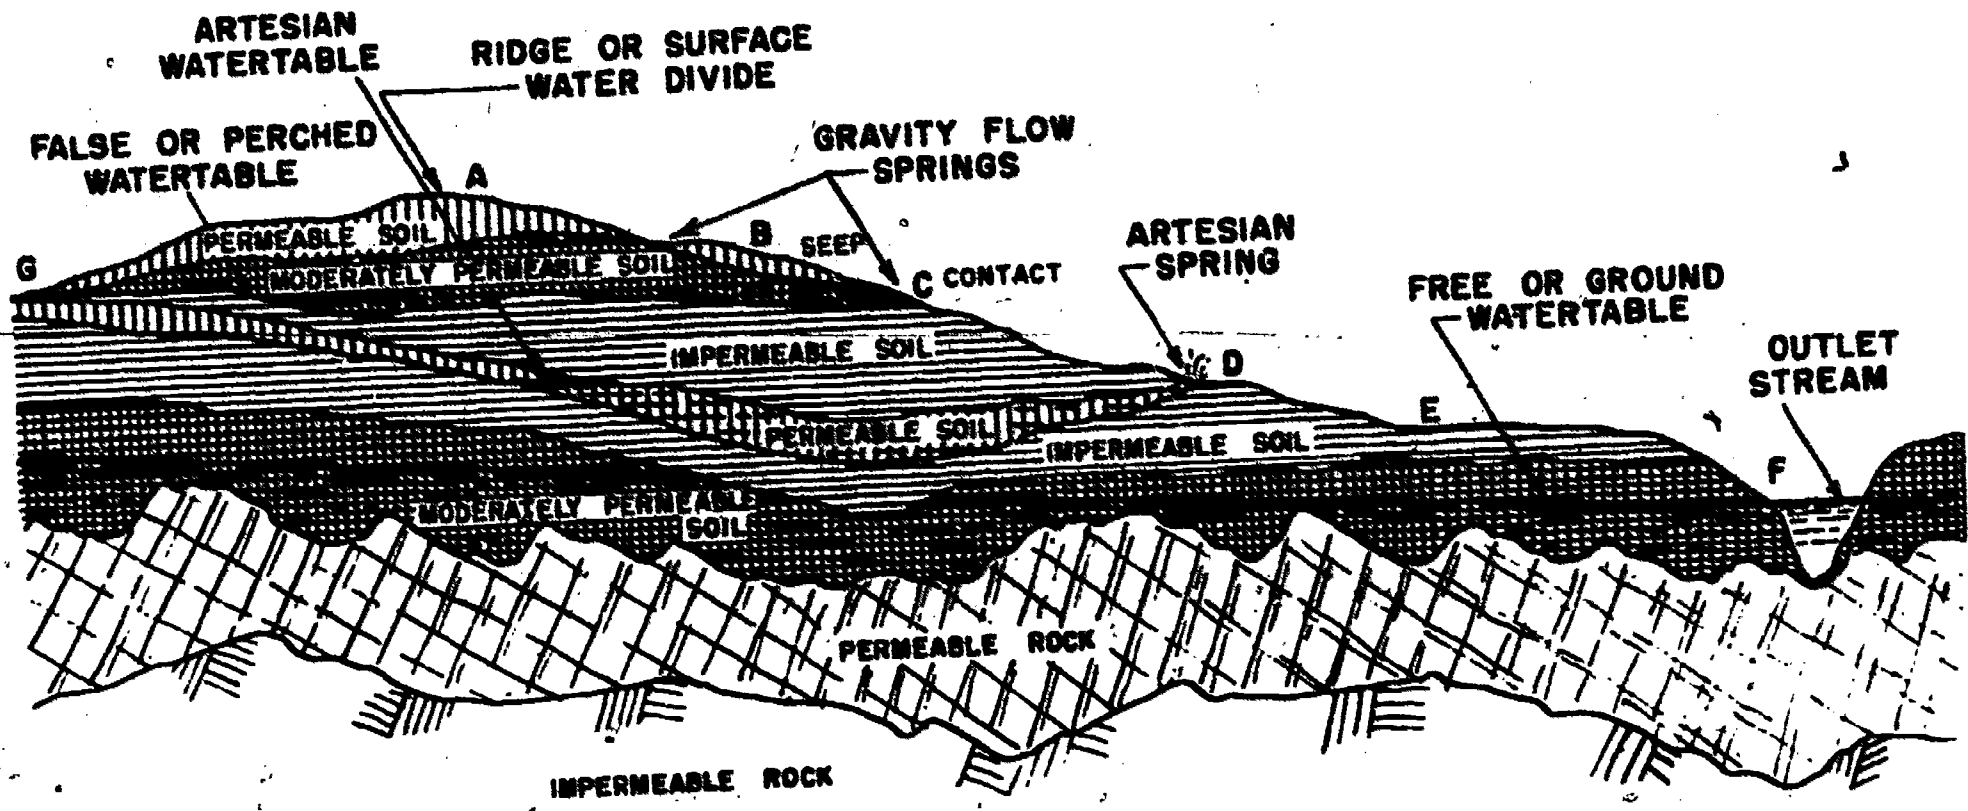 ARTESIAN
WATERTABLE
RIDGE OR SURFACE
WATER DIVIDE
FALSE OR PERCHED
WATERTABLE
GRAVITY FLOW
SPRINGS
A
B
SEEP
C CONTACT
G
ARTESIAN
SPRING
D
FREE OR GROUND
WATERTABLE
OUTLET
STREAM
E
F
PERMEABLE SOIL
MODERATELY PERMEABLE SOIL
IMPERMEABLE SOIL
PERMEABLE SOIL
IMPERMEABLE SOIL
MODERATELY PERMEABLE
SOIL
PERMEABLE ROCK
IMPERMEABLE ROCK